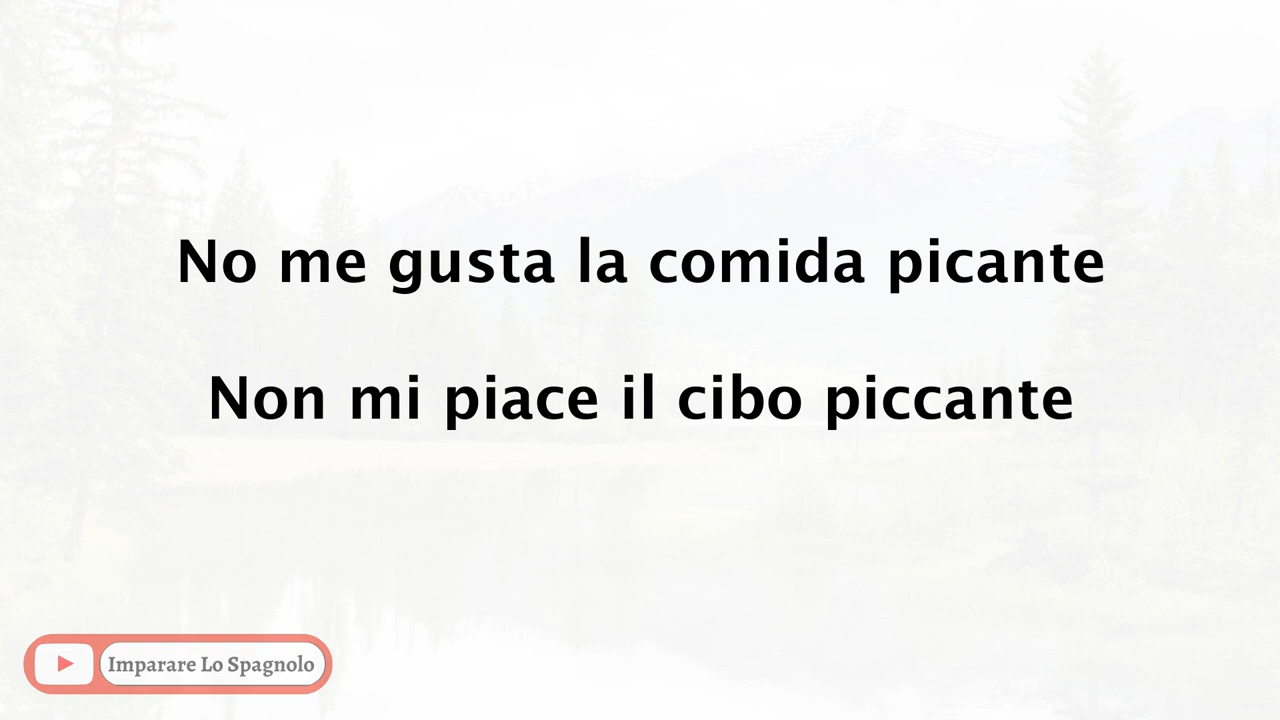 No me gusta la comida picante
Non mi piace il cibo piccante
Imparare Lo Spagnolo